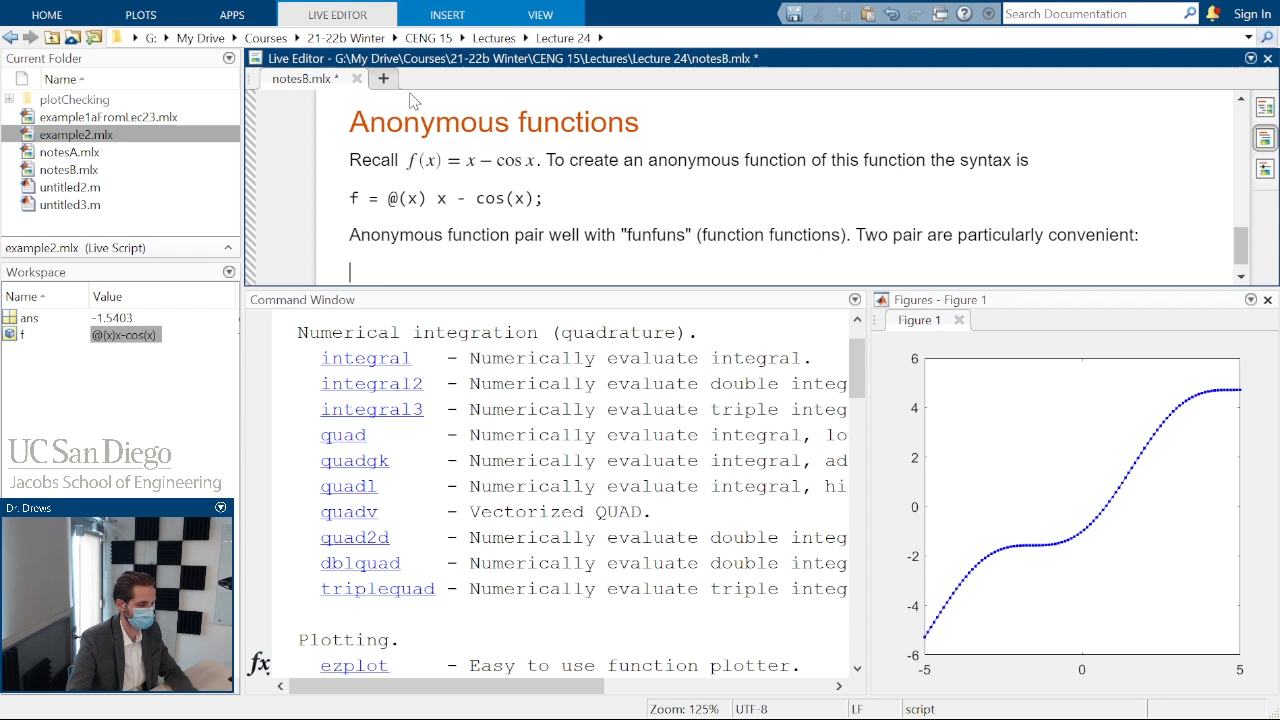 HOME PLOTS APPS LIVE EDITOR INSERT VIEW Search Documentation Sign In
G: My Drive Courses 21-22b Winter CENG 15 Lectures Lecture 24
Current Folder
Name
plotChecking
example1aFromLec23.mlx
example2.mlx
notesA.mlx
notesB.mlx
untitled2.m
untitled3.m
example2.mlx (Live Script)
Workspace
Name Value
ans -1.5403
f @(x)x-cos(x)
UC San Diego
Jacobs School of Engineering
Dr. Drews
Live Editor - G:\My Drive\Courses\21-22b Winter\CENG 15\Lectures\Lecture 24\notesB.mlx *
notesB.mlx * +
Anonymous functions
Recall f(x) = x − cos x. To create an anonymous function of this function the syntax is
f = @(x) x - cos(x);
Anonymous function pair well with "funfuns" (function functions). Two pair are particularly convenient:
Command Window
Numerical integration (quadrature).
integral - Numerically evaluate integral.
integral2 - Numerically evaluate double integ
integral3 - Numerically evaluate triple integ
quad - Numerically evaluate integral, lo
quadgk - Numerically evaluate integral, ad
quadl - Numerically evaluate integral, hi
quadv - Vectorized QUAD.
quad2d - Numerically evaluate double integ
dblquad - Numerically evaluate double integ
triplequad - Numerically evaluate triple integ
Plotting.
ezplot - Easy to use function plotter.
fx
Figures - Figure 1
Figure 1
6
4
2
0
-2
-4
-6
-5 0 5
Zoom: 125% UTF-8 LF script